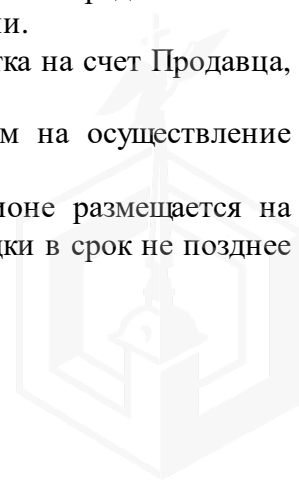 ии.
тка на счет Продавца,
м на осуществление
ионе размещается на
дки в срок не позднее